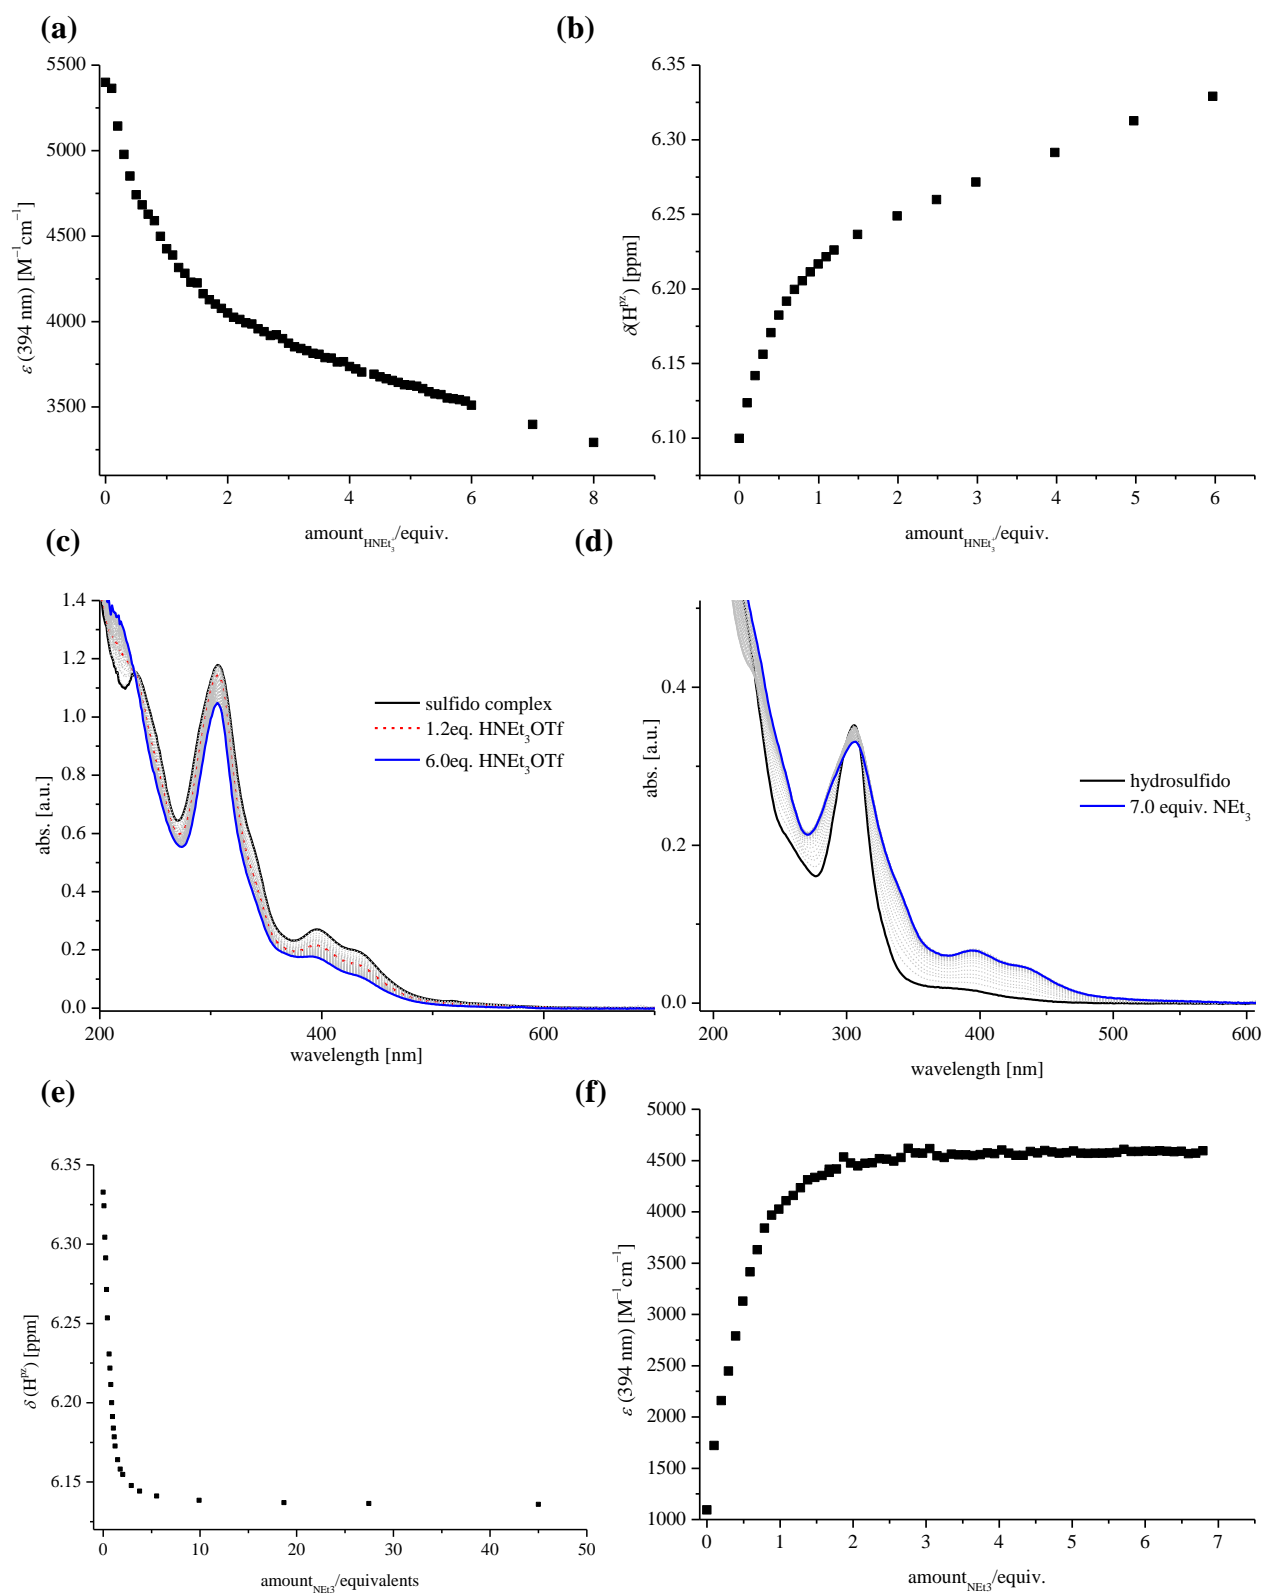 (a)
5500
5000
4500
4000
3500
ε (394 nm) [M⁻¹cm⁻¹]
0 2 4 6 8
amount_HNEt₃⁺/equiv.
(b)
6.35
6.30
6.25
6.20
6.15
6.10
δ(H^pz) [ppm]
0 1 2 3 4 5 6
amount_HNEt₃⁺/equiv.
(c)
1.4
1.2
1.0
0.8
0.6
0.4
0.2
0.0
abs. [a.u.]
sulfido complex
1.2eq. HNEt₃OTf
6.0eq. HNEt₃OTf
200 400 600
wavelength [nm]
(d)
0.4
0.2
0.0
abs. [a.u.]
hydrosulfido
7.0 equiv. NEt₃
200 300 400 500 600
wavelength [nm]
(e)
6.35
6.30
6.25
6.20
6.15
δ (H^pz) [ppm]
0 10 20 30 40 50
amount_NEt3/equivalents
(f)
5000
4500
4000
3500
3000
2500
2000
1500
1000
ε (394 nm) [M⁻¹cm⁻¹]
0 1 2 3 4 5 6 7
amount_NEt3/equiv.